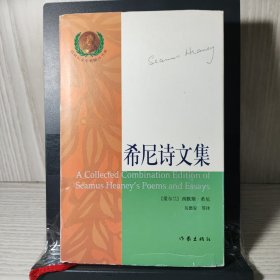 Seamus Heaney
希尼诗文集
A Collected Combination Edition of
Seamus Heaney's Poems and Essays
[爱尔兰] 西默斯·希尼
吴德安 等译
作家出版社